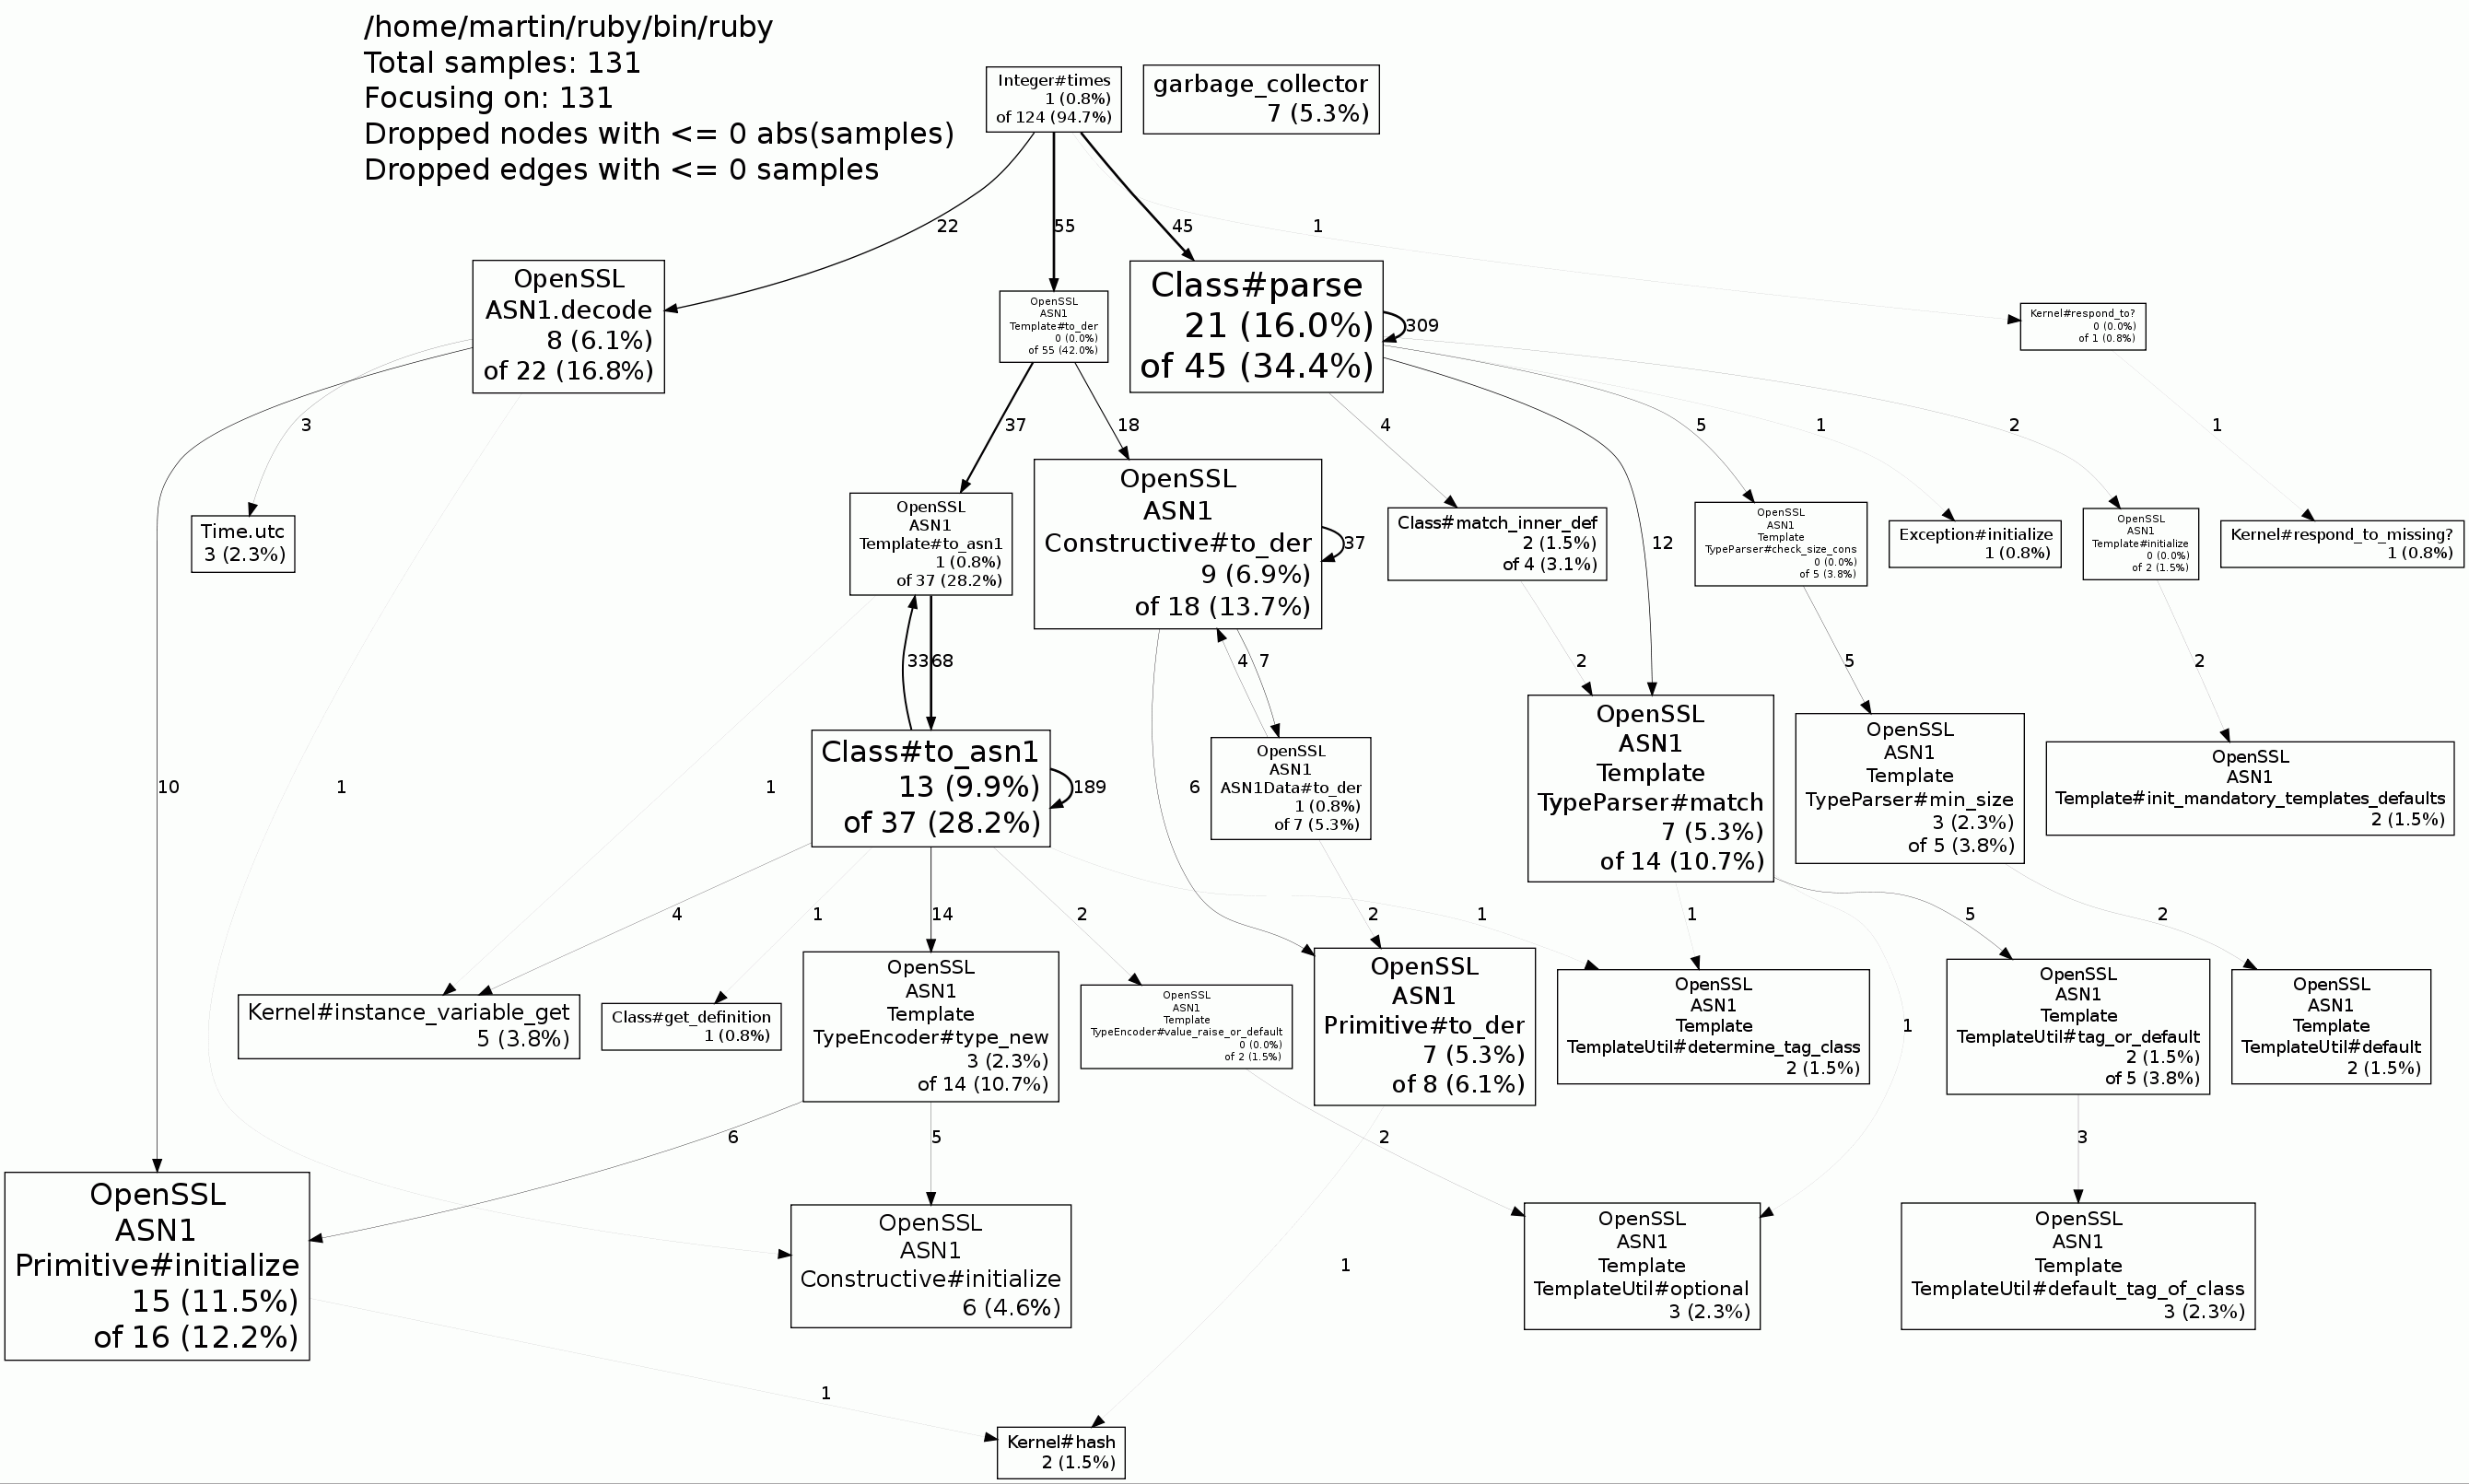 /home/martin/ruby/bin/ruby
Total samples: 131
Focusing on: 131
Dropped nodes with <= 0 abs(samples)
Dropped edges with <= 0 samples
Integer#times
1 (0.8%)
of 124 (94.7%)
garbage_collector
7 (5.3%)
22
55
45
1
OpenSSL
ASN1.decode
8 (6.1%)
of 22 (16.8%)
OpenSSL
ASN1
Template#to_der
0 (0.0%)
of 55 (42.0%)
Class#parse
21 (16.0%)
of 45 (34.4%)
309
Kernel#respond_to?
0 (0.0%)
of 1 (0.8%)
3
37
18
4
5
1
2
1
Time.utc
3 (2.3%)
OpenSSL
ASN1
Template#to_asn1
1 (0.8%)
of 37 (28.2%)
OpenSSL
ASN1
Constructive#to_der
9 (6.9%)
of 18 (13.7%)
37
Class#match_inner_def
2 (1.5%)
of 4 (3.1%)
12
OpenSSL
ASN1
Template
TypeParser#check_size_cons
0 (0.0%)
of 5 (3.8%)
Exception#initialize
1 (0.8%)
OpenSSL
ASN1
Template#initialize
0 (0.0%)
of 2 (1.5%)
Kernel#respond_to_missing?
1 (0.8%)
33
68
4
7
2
5
2
10
1
1
Class#to_asn1
13 (9.9%)
of 37 (28.2%)
189
6
OpenSSL
ASN1
ASN1Data#to_der
1 (0.8%)
of 7 (5.3%)
OpenSSL
ASN1
Template
TypeParser#match
7 (5.3%)
of 14 (10.7%)
OpenSSL
ASN1
Template
TypeParser#min_size
3 (2.3%)
of 5 (3.8%)
OpenSSL
ASN1
Template#init_mandatory_templates_defaults
2 (1.5%)
4
1
14
2
2
1
1
5
2
Kernel#instance_variable_get
5 (3.8%)
Class#get_definition
1 (0.8%)
OpenSSL
ASN1
Template
TypeEncoder#type_new
3 (2.3%)
of 14 (10.7%)
OpenSSL
ASN1
Template
TypeEncoder#value_raise_or_default
0 (0.0%)
of 2 (1.5%)
OpenSSL
ASN1
Primitive#to_der
7 (5.3%)
of 8 (6.1%)
OpenSSL
ASN1
Template
TemplateUtil#determine_tag_class
2 (1.5%)
1
OpenSSL
ASN1
Template
TemplateUtil#tag_or_default
2 (1.5%)
of 5 (3.8%)
OpenSSL
ASN1
Template
TemplateUtil#default
2 (1.5%)
6
5
2
3
OpenSSL
ASN1
Primitive#initialize
15 (11.5%)
of 16 (12.2%)
OpenSSL
ASN1
Constructive#initialize
6 (4.6%)
1
OpenSSL
ASN1
Template
TemplateUtil#optional
3 (2.3%)
OpenSSL
ASN1
Template
TemplateUtil#default_tag_of_class
3 (2.3%)
1
Kernel#hash
2 (1.5%)